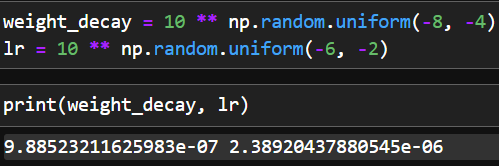 weight_decay = 10 ** np.random.uniform(-8, -4)
lr = 10 ** np.random.uniform(-6, -2)
print(weight_decay, lr)
9.88523211625983e-07 2.38920437880545e-06